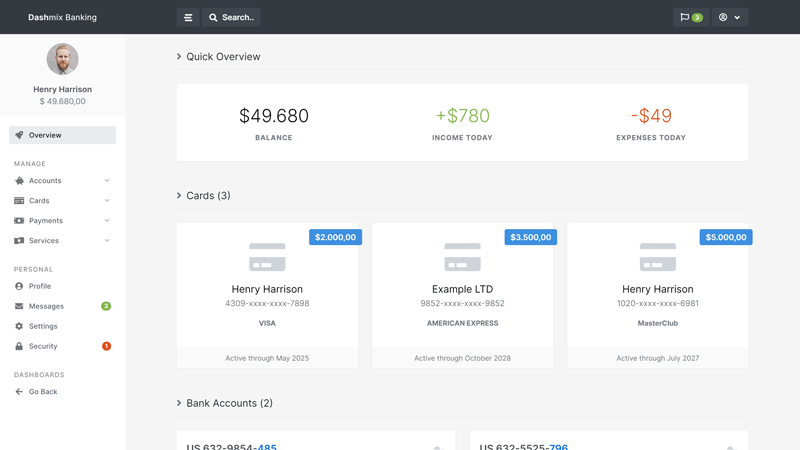 Dashmix Banking
Search..
3
Henry Harrison
$ 49.680,00
Overview
MANAGE
Accounts
Cards
Payments
Services
PERSONAL
Profile
Messages 3
Settings
Security 1
DASHBOARDS
Go Back
Quick Overview
$49.680 +$780 -$49
BALANCE INCOME TODAY EXPENSES TODAY
Cards (3)
$2.000,00
Henry Harrison
4309-xxxx-xxxx-7898
VISA
Active through May 2025
$3.500,00
Example LTD
9852-xxxx-xxxx-9852
AMERICAN EXPRESS
Active through October 2028
$5.000,00
Henry Harrison
1020-xxxx-xxxx-6981
MasterClub
Active through July 2027
Bank Accounts (2)
US 632-9854-485
US 632-5525-796